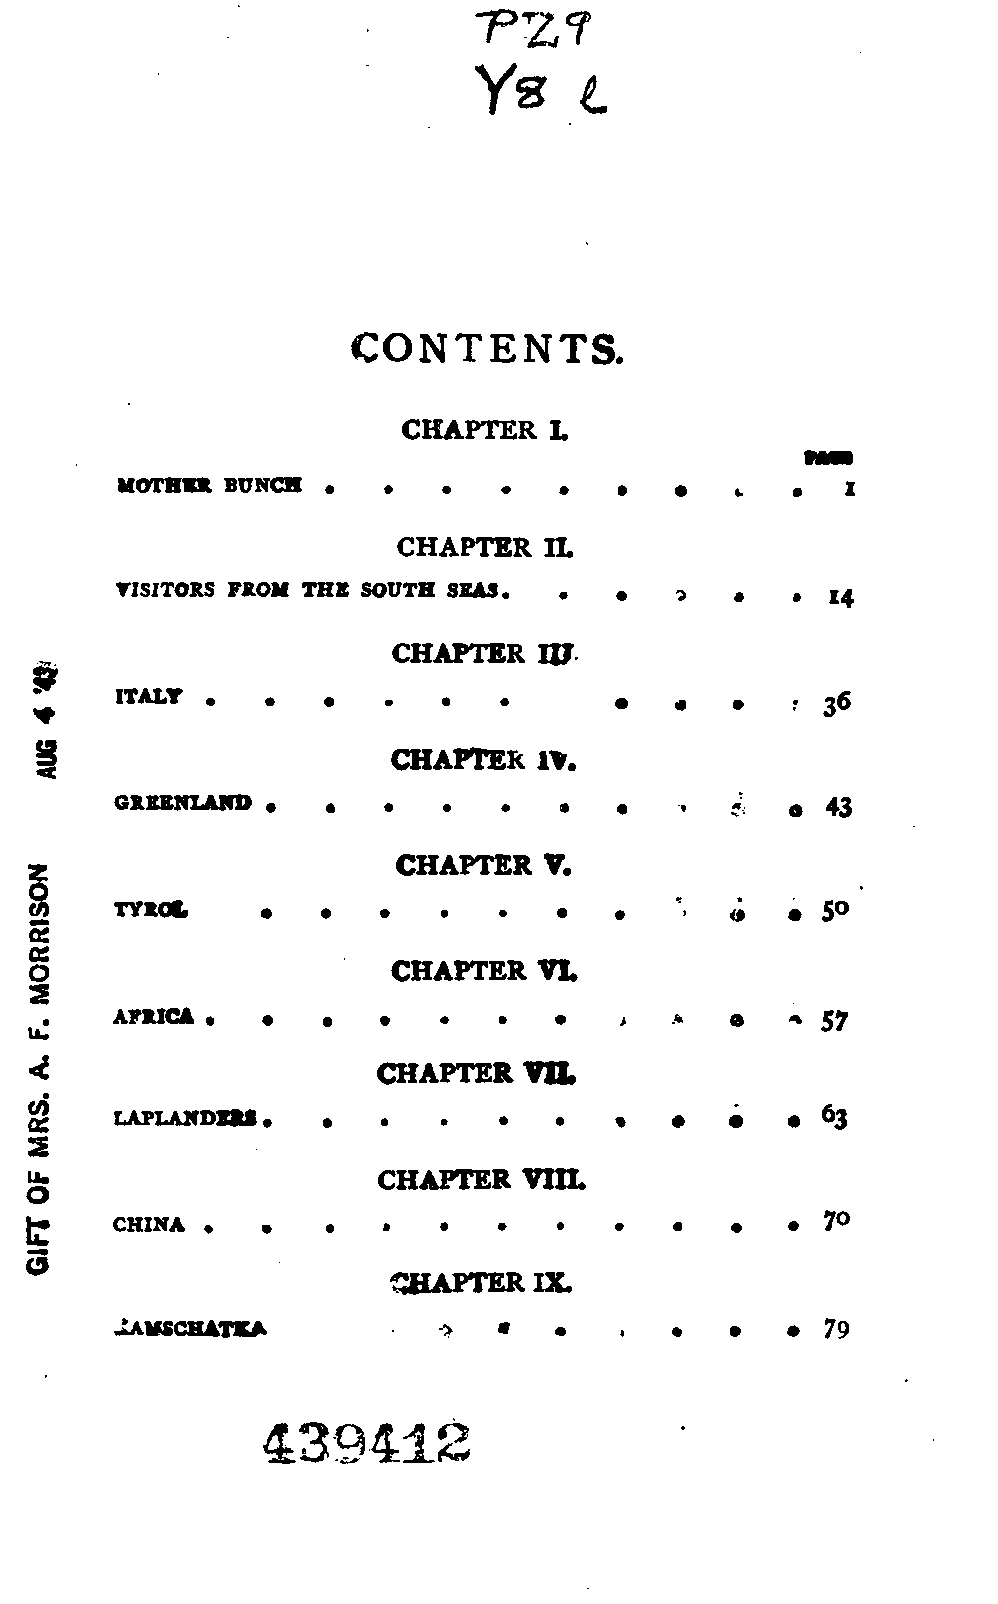 PZ9
Y8 l
CONTENTS.
CHAPTER I.
PAGE
MOTHER BUNCH . . . . . . . . . 1
CHAPTER II.
VISITORS FROM THE SOUTH SEAS. . . . . . 14
CHAPTER III.
ITALY . . . . . . . . . . 36
CHAPTER IV.
GREENLAND . . . . . . . . . . 43
CHAPTER V.
TYROL . . . . . . . . . . 50
CHAPTER VI.
AFRICA . . . . . . . . . . . 57
CHAPTER VII.
LAPLANDERS. . . . . . . . . . 63
CHAPTER VIII.
CHINA . . . . . . . . . . . 70
CHAPTER IX.
KAMSCHATKA . . . . . . . 79
439412
GIFT OF MRS. A. F. MORRISON AUG 4 '43